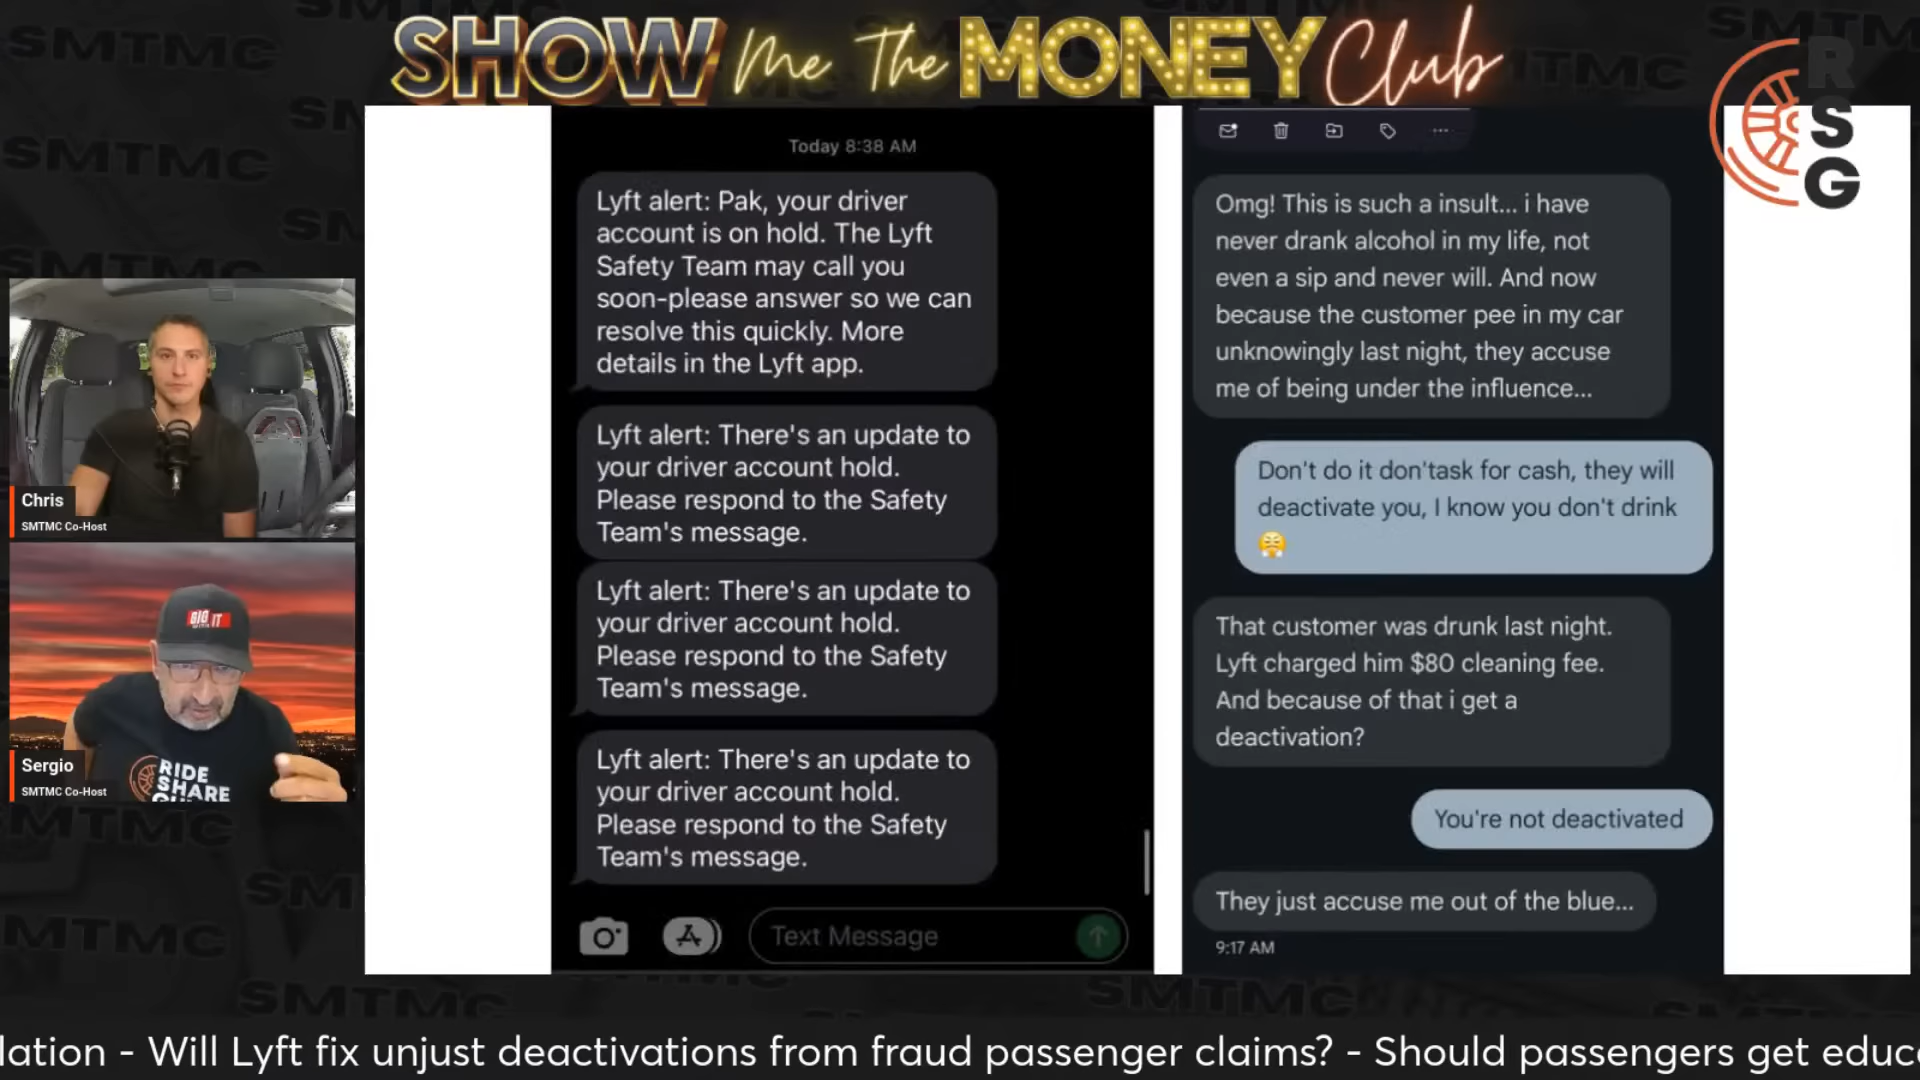 SHOW Me The MONEY Club
RSG
Today 8:38 AM
Lyft alert: Pak, your driver
account is on hold. The Lyft
Safety Team may call you
soon-please answer so we can
resolve this quickly. More
details in the Lyft app.
Lyft alert: There's an update to
your driver account hold.
Please respond to the Safety
Team's message.
Lyft alert: There's an update to
your driver account hold.
Please respond to the Safety
Team's message.
Lyft alert: There's an update to
your driver account hold.
Please respond to the Safety
Team's message.
Text Message
Omg! This is such a insult... i have
never drank alcohol in my life, not
even a sip and never will. And now
because the customer pee in my car
unknowingly last night, they accuse
me of being under the influence...
Don't do it don'task for cash, they will
deactivate you, I know you don't drink
😤
That customer was drunk last night.
Lyft charged him $80 cleaning fee.
And because of that i get a
deactivation?
You're not deactivated
They just accuse me out of the blue...
9:17 AM
Chris
SMTMC Co-Host
RIDE
SHARE
Sergio
SMTMC Co-Host
SMTMC
lation - Will Lyft fix unjust deactivations from fraud passenger claims? - Should passengers get educ